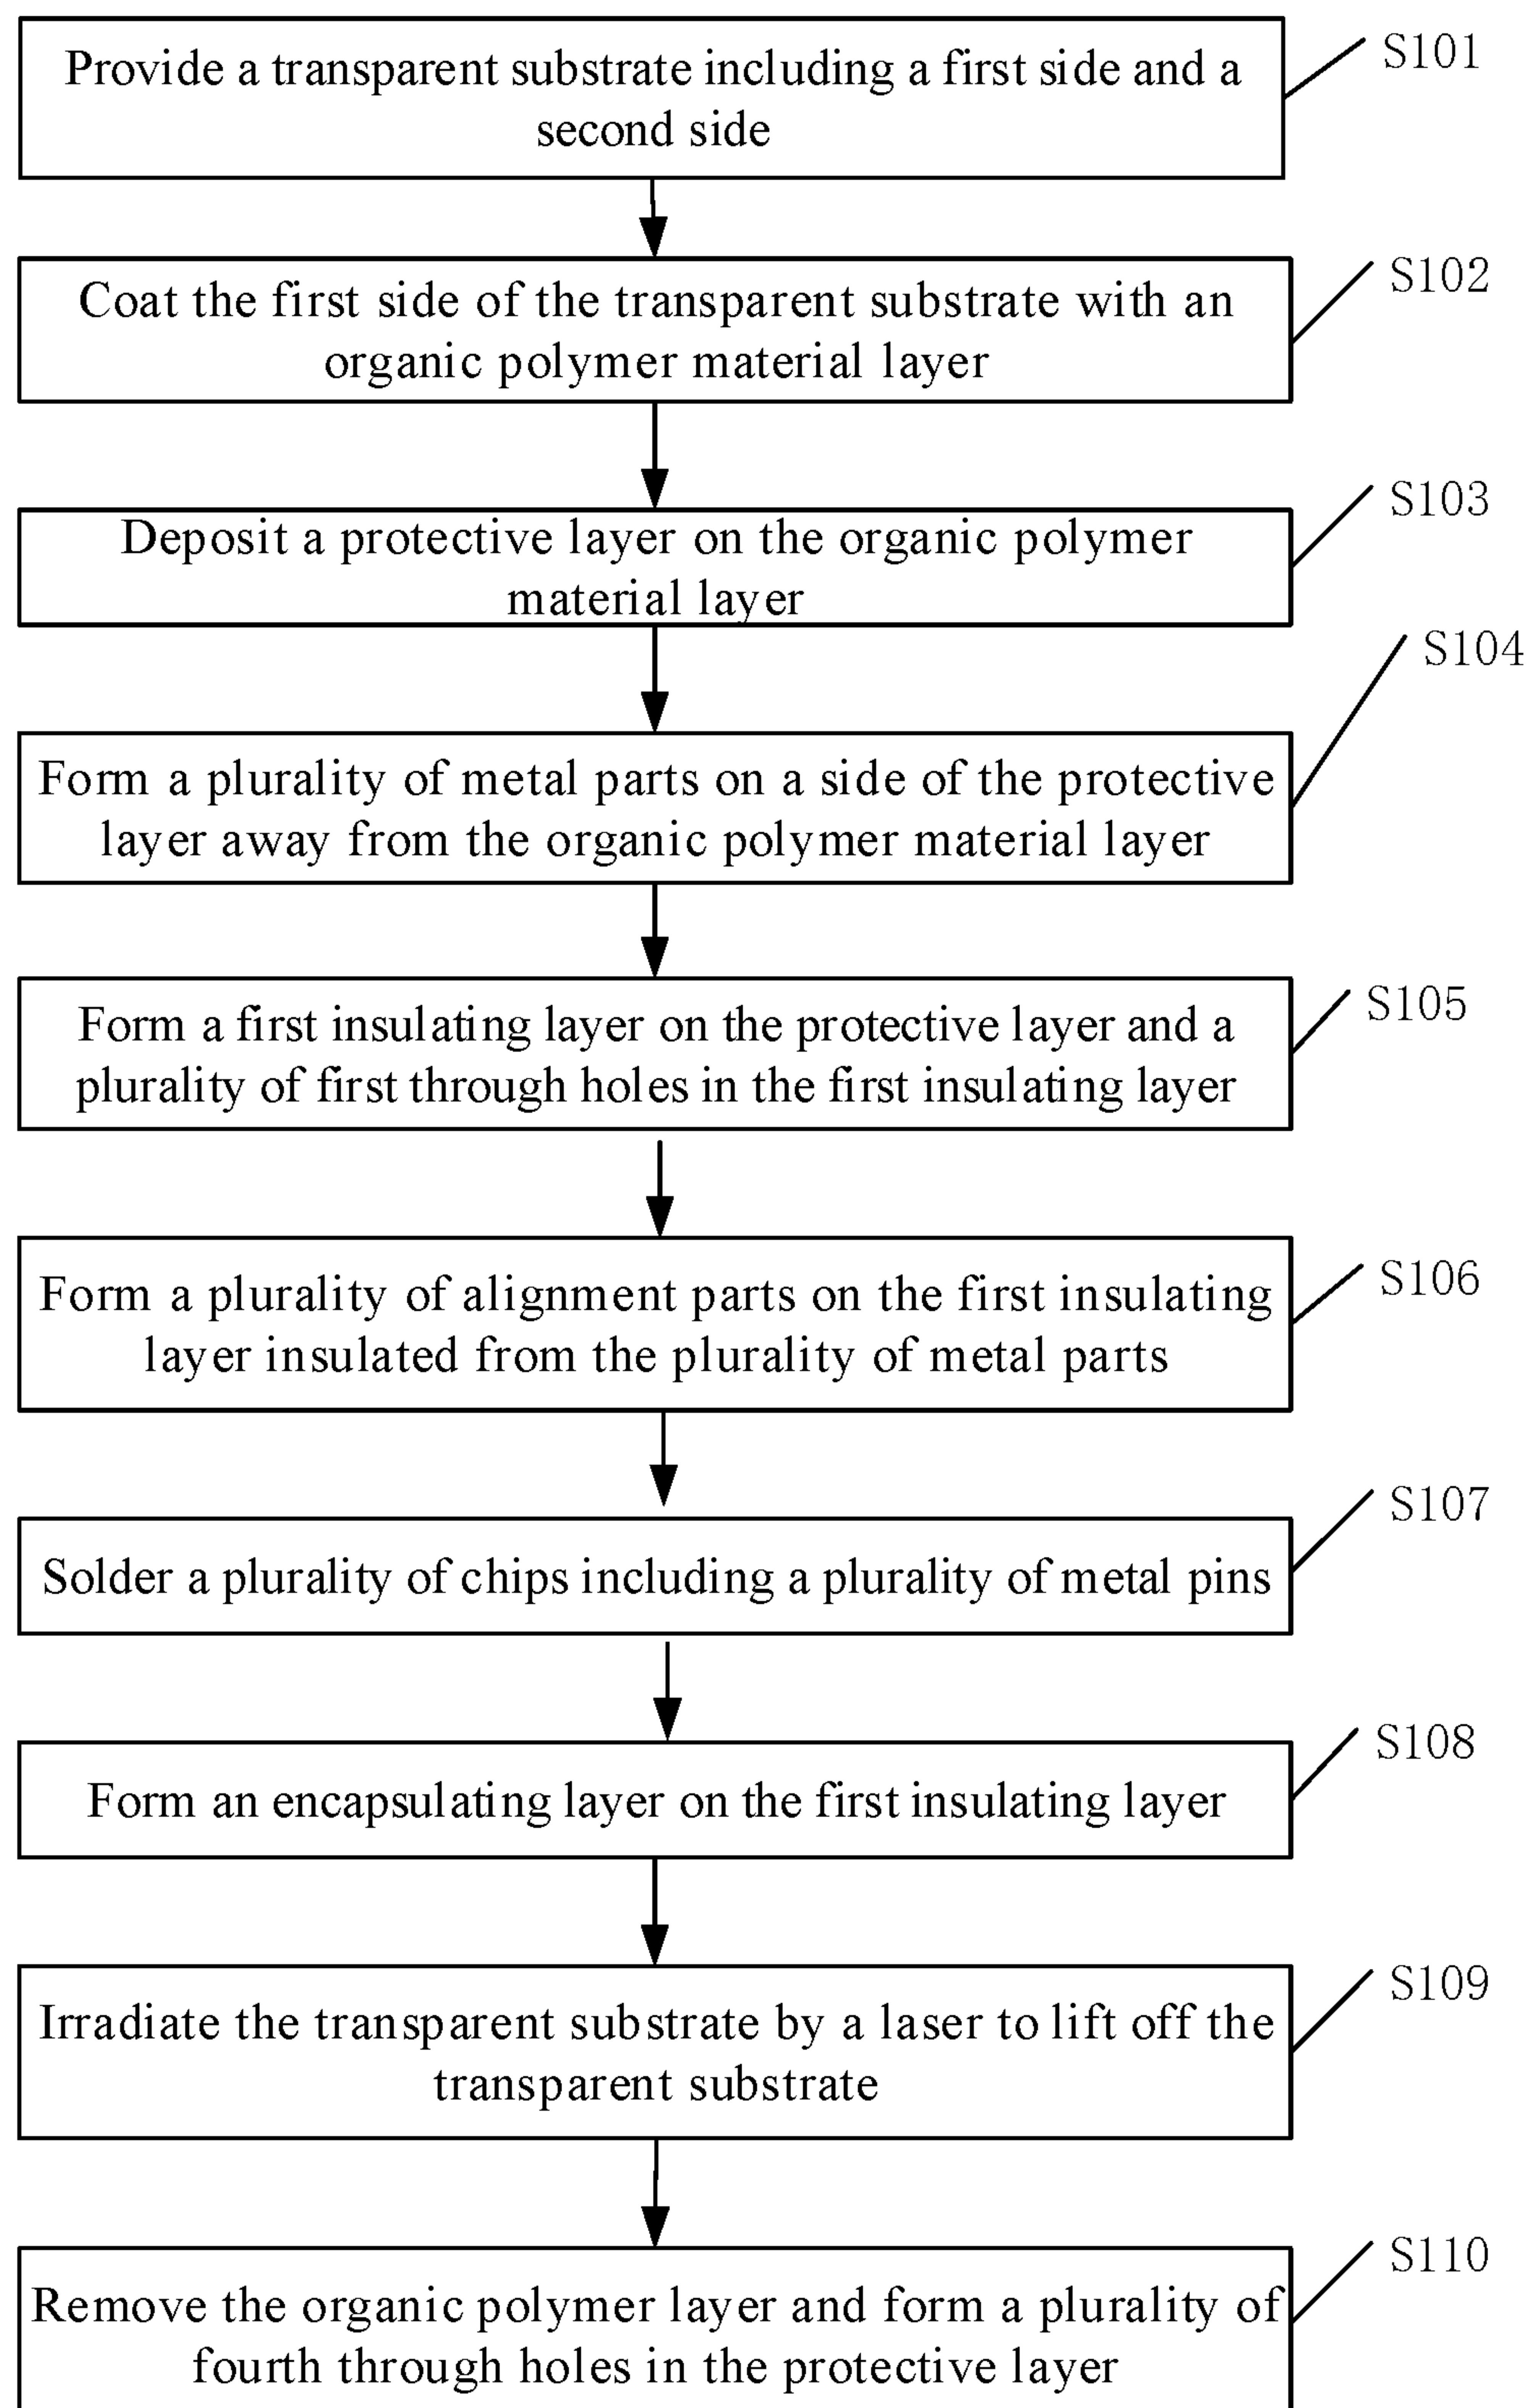 Provide a transparent substrate including a first side and a
second side
S101
Coat the first side of the transparent substrate with an
organic polymer material layer
S102
Deposit a protective layer on the organic polymer
material layer
S103
Form a plurality of metal parts on a side of the protective
layer away from the organic polymer material layer
S104
Form a first insulating layer on the protective layer and a
plurality of first through holes in the first insulating layer
S105
Form a plurality of alignment parts on the first insulating
layer insulated from the plurality of metal parts
S106
Solder a plurality of chips including a plurality of metal pins
S107
Form an encapsulating layer on the first insulating layer
S108
Irradiate the transparent substrate by a laser to lift off the
transparent substrate
S109
Remove the organic polymer layer and form a plurality of
fourth through holes in the protective layer
S110